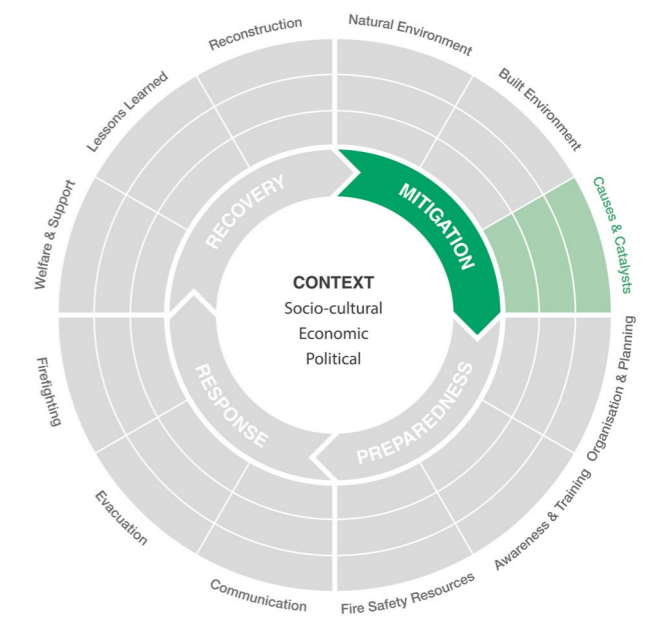 Natural Environment
Built Environment
Causes & Catalysts
Organisation & Planning
Awareness & Training
Fire Safety Resources
Communication
Evacuation
Firefighting
Welfare & Support
Lessons Learned
Reconstruction
MITIGATION
PREPAREDNESS
RESPONSE
RECOVERY
CONTEXT
Socio-cultural
Economic
Political